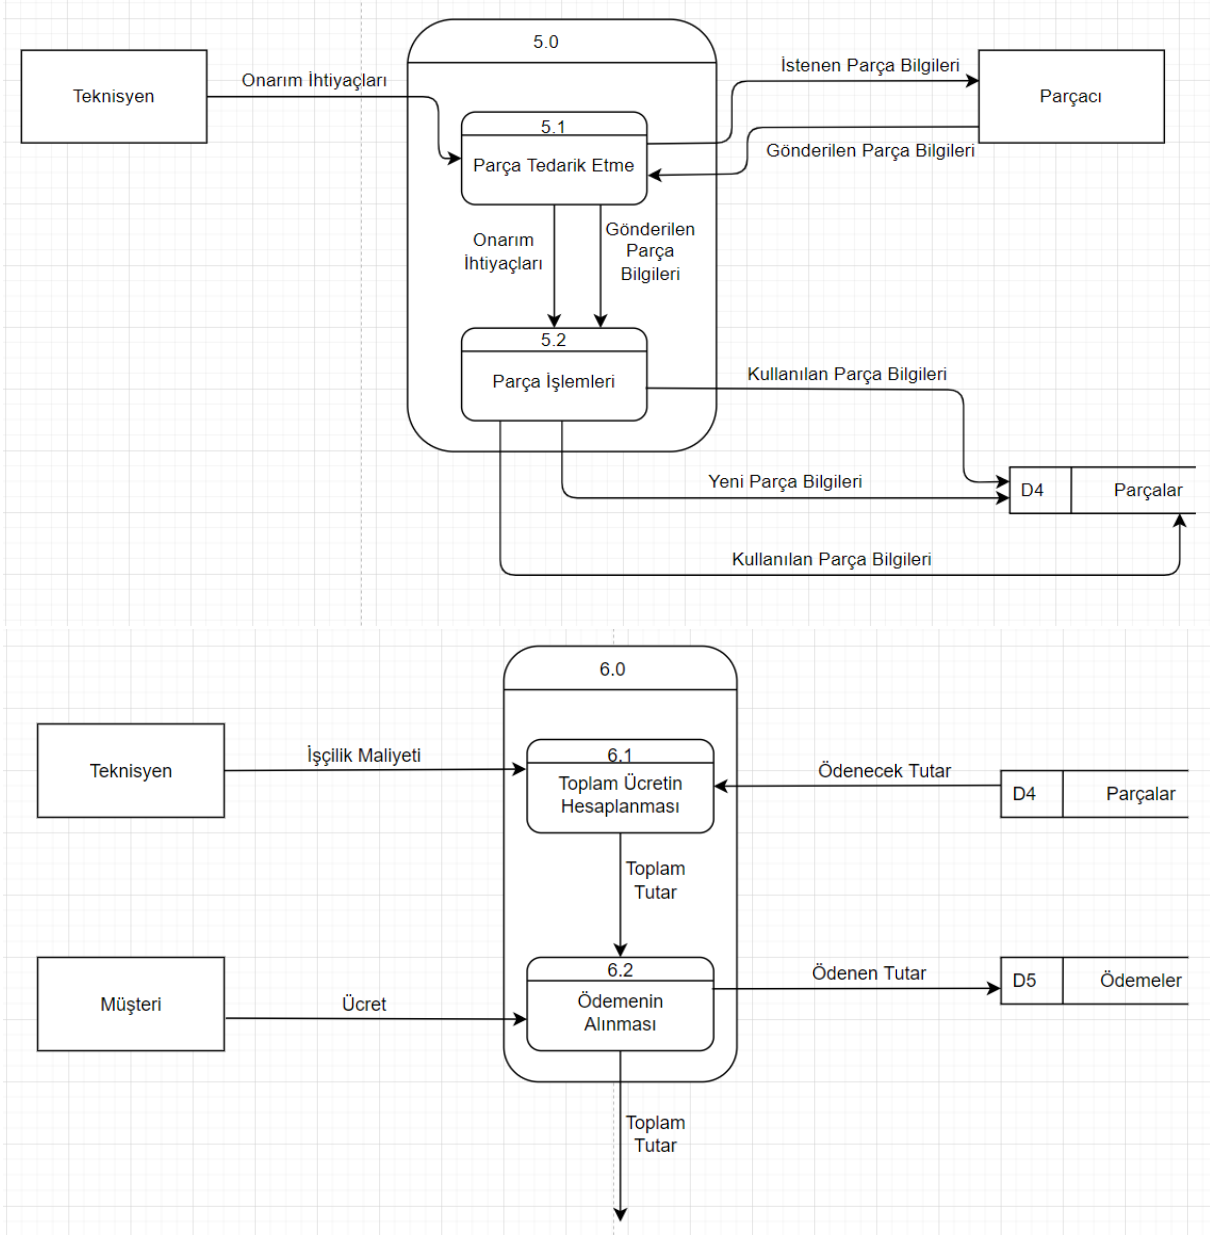 5.0
Teknisyen
Onarım İhtiyaçları
İstenen Parça Bilgileri
Parçacı
5.1
Parça Tedarik Etme
Gönderilen Parça Bilgileri
Onarım
İhtiyaçları
Gönderilen
Parça
Bilgileri
5.2
Parça İşlemleri
Kullanılan Parça Bilgileri
Yeni Parça Bilgileri
D4
Parçalar
Kullanılan Parça Bilgileri
6.0
Teknisyen
İşçilik Maliyeti
6.1
Toplam Ücretin
Hesaplanması
Ödenecek Tutar
D4
Parçalar
Toplam
Tutar
Müşteri
Ücret
6.2
Ödemenin
Alınması
Ödenen Tutar
D5
Ödemeler
Toplam
Tutar